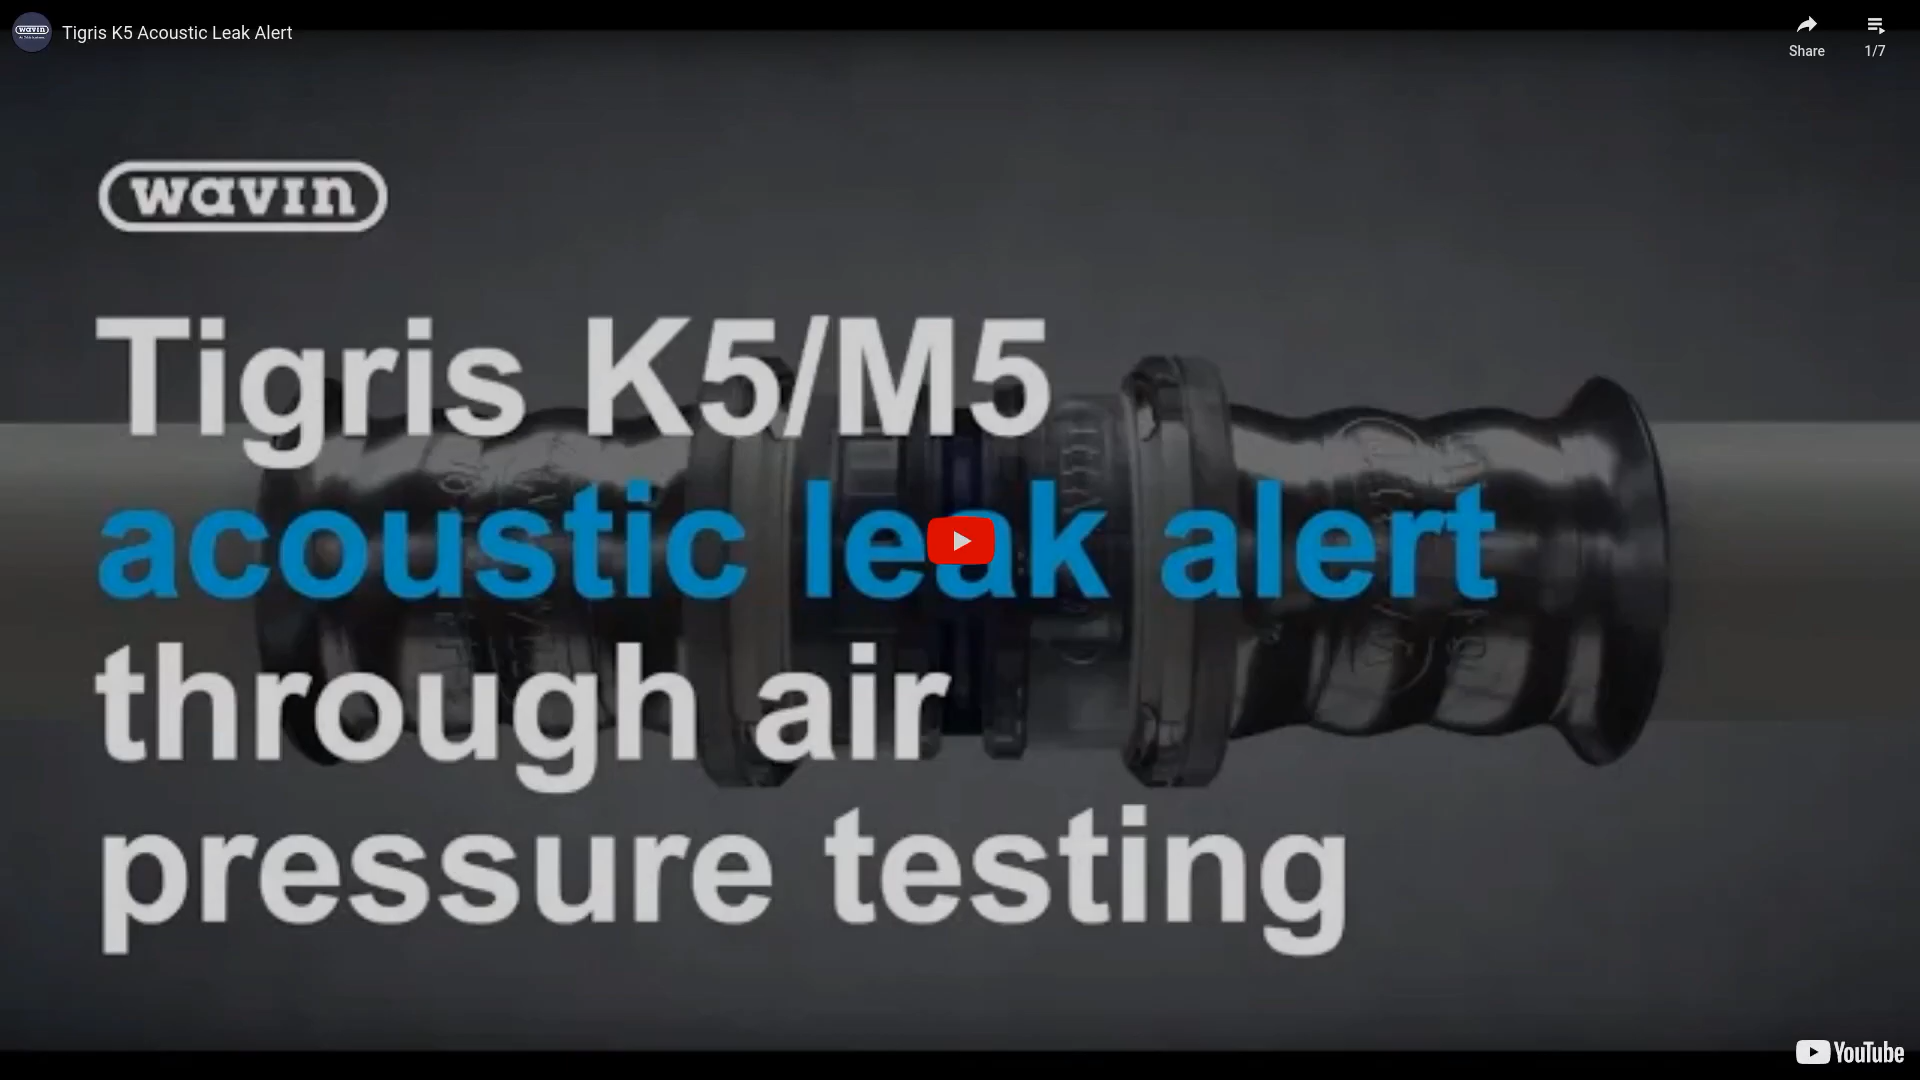 Tigris K5 Acoustic Leak Alert
Share
1/7
wavin
Tigris K5/M5
acoustic leak alert
through air
pressure testing
YouTube